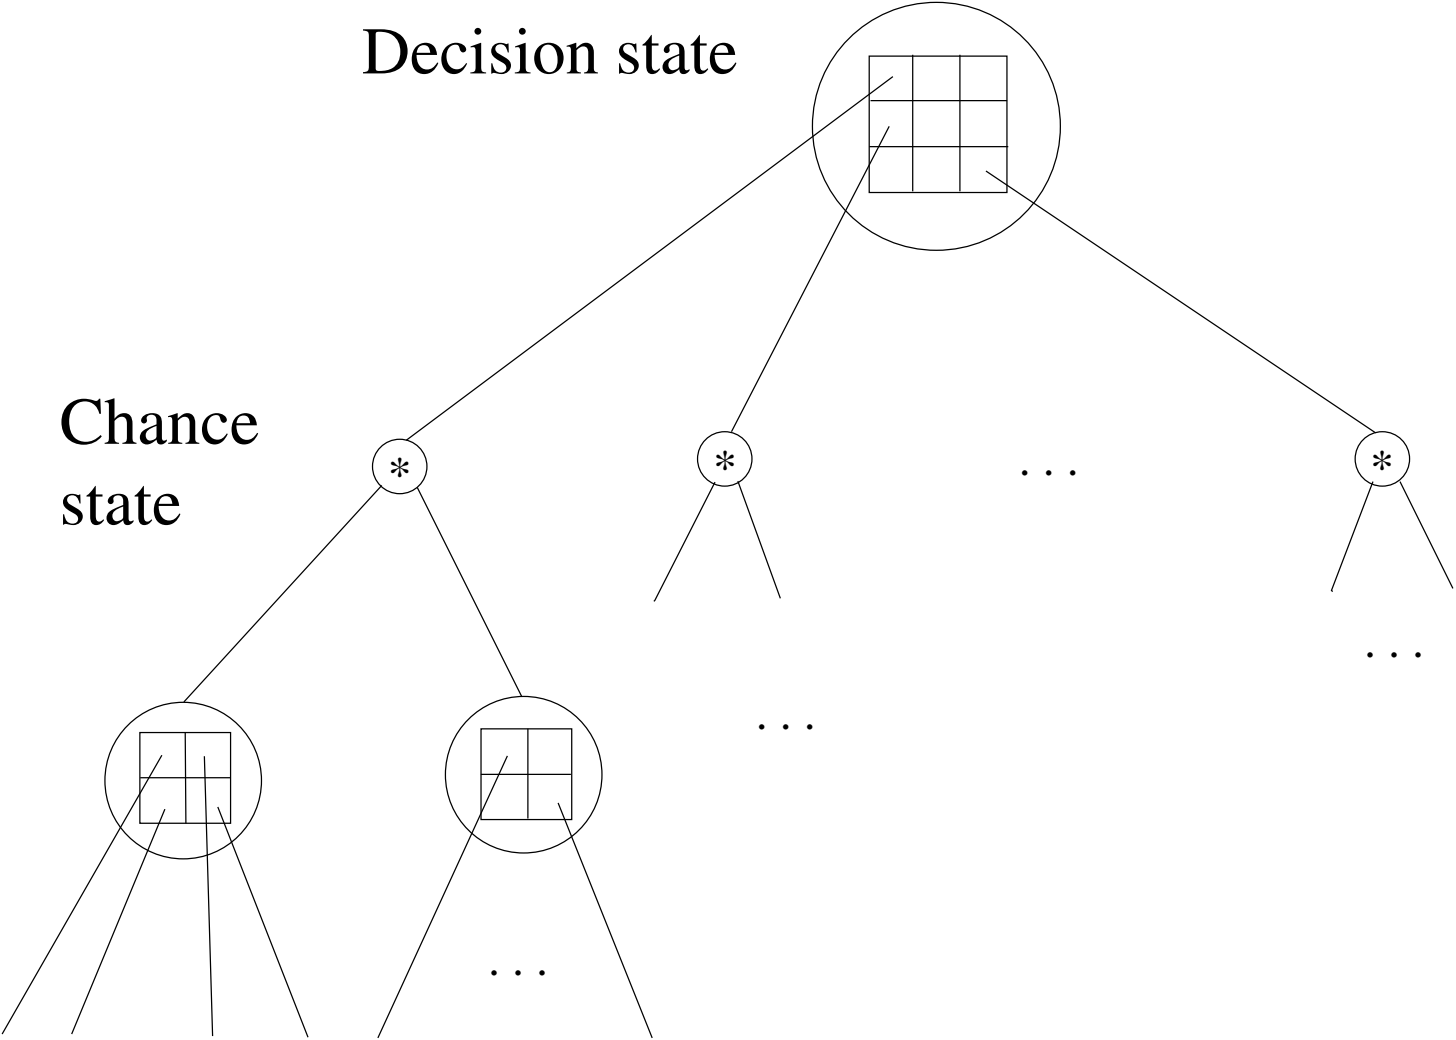 Decision state
Chance
state
* * . . . *
. . .
. . .
. . .